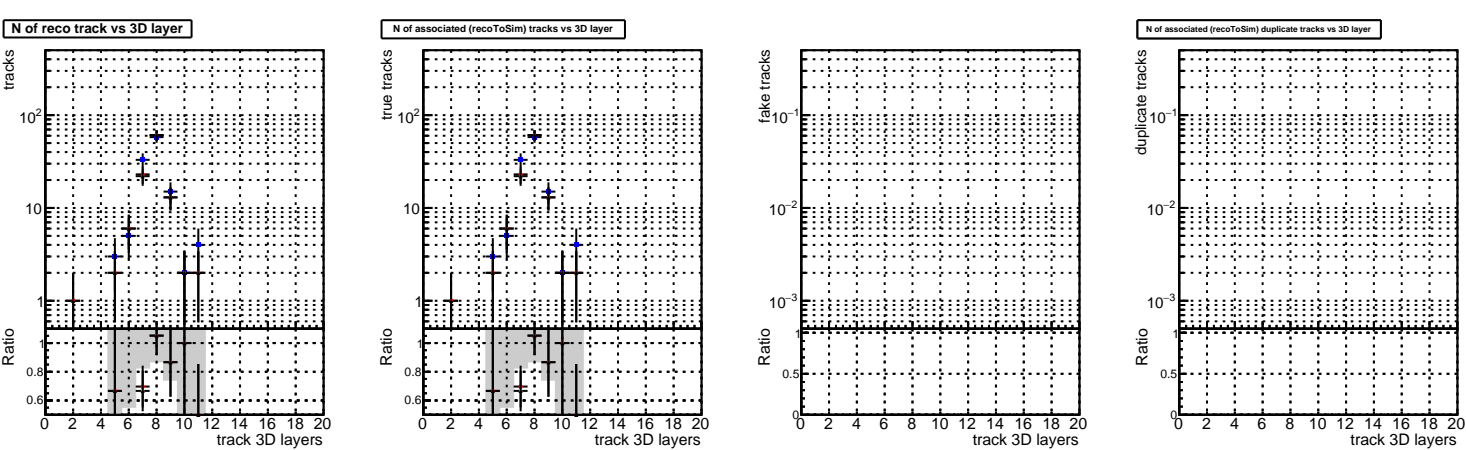 N of reco track vs 3D layer
tracks
10²
10
1
Ratio
1
0.8
0.6
0 2 4 6 8 10 12 14 16 18 20
track 3D layers
N of associated (recoToSim) tracks vs 3D layer
true tracks
10²
10
1
Ratio
1
0.8
0.6
0 2 4 6 8 10 12 14 16 18 20
track 3D layers
fake tracks
10⁻¹
10⁻²
10⁻³
Ratio
1
0.5
0
0 2 4 6 8 10 12 14 16 18 20
track 3D layers
N of associated (recoToSim) duplicate tracks vs 3D layer
duplicate tracks
10⁻¹
10⁻²
10⁻³
Ratio
1
0.5
0
0 2 4 6 8 10 12 14 16 18 20
track 3D layers